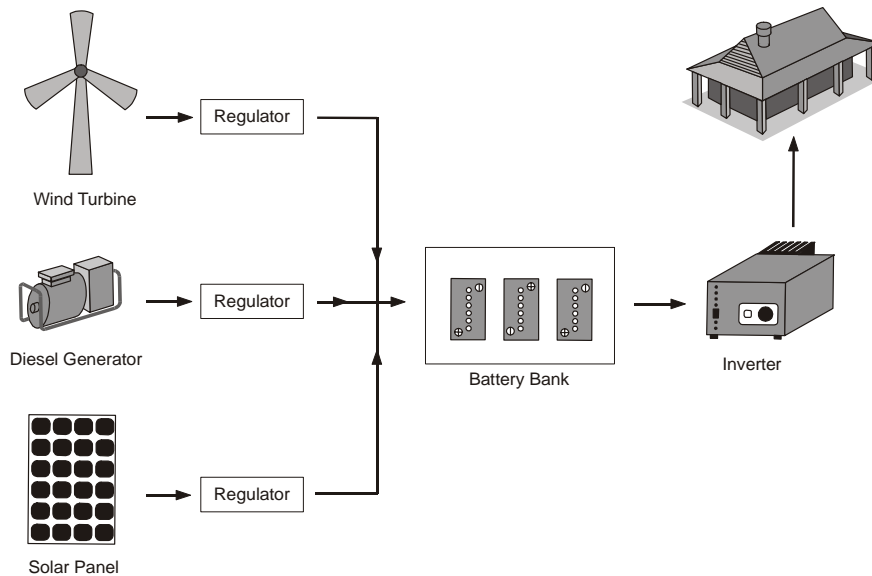 Regulator
Wind Turbine
Regulator
Diesel Generator
Battery Bank
Inverter
Regulator
Solar Panel